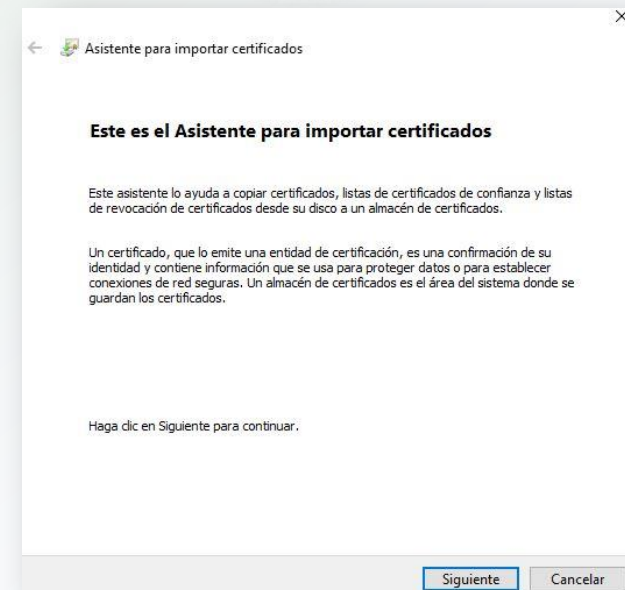 Asistente para importar certificados
Este es el Asistente para importar certificados
Este asistente lo ayuda a copiar certificados, listas de certificados de confianza y listas
de revocación de certificados desde su disco a un almacén de certificados.
Un certificado, que lo emite una entidad de certificación, es una confirmación de su
identidad y contiene información que se usa para proteger datos o para establecer
conexiones de red seguras. Un almacén de certificados es el área del sistema donde se
guardan los certificados.
Haga clic en Siguiente para continuar.
Siguiente Cancelar